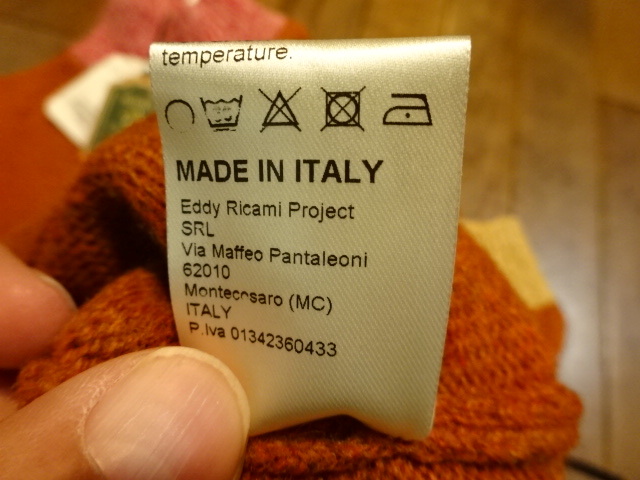 temperature.
MADE IN ITALY
Eddy Ricami Project
SRL
Via Maffeo Pantaleoni
62010
Montecosaro (MC)
ITALY
P.Iva 01342360433